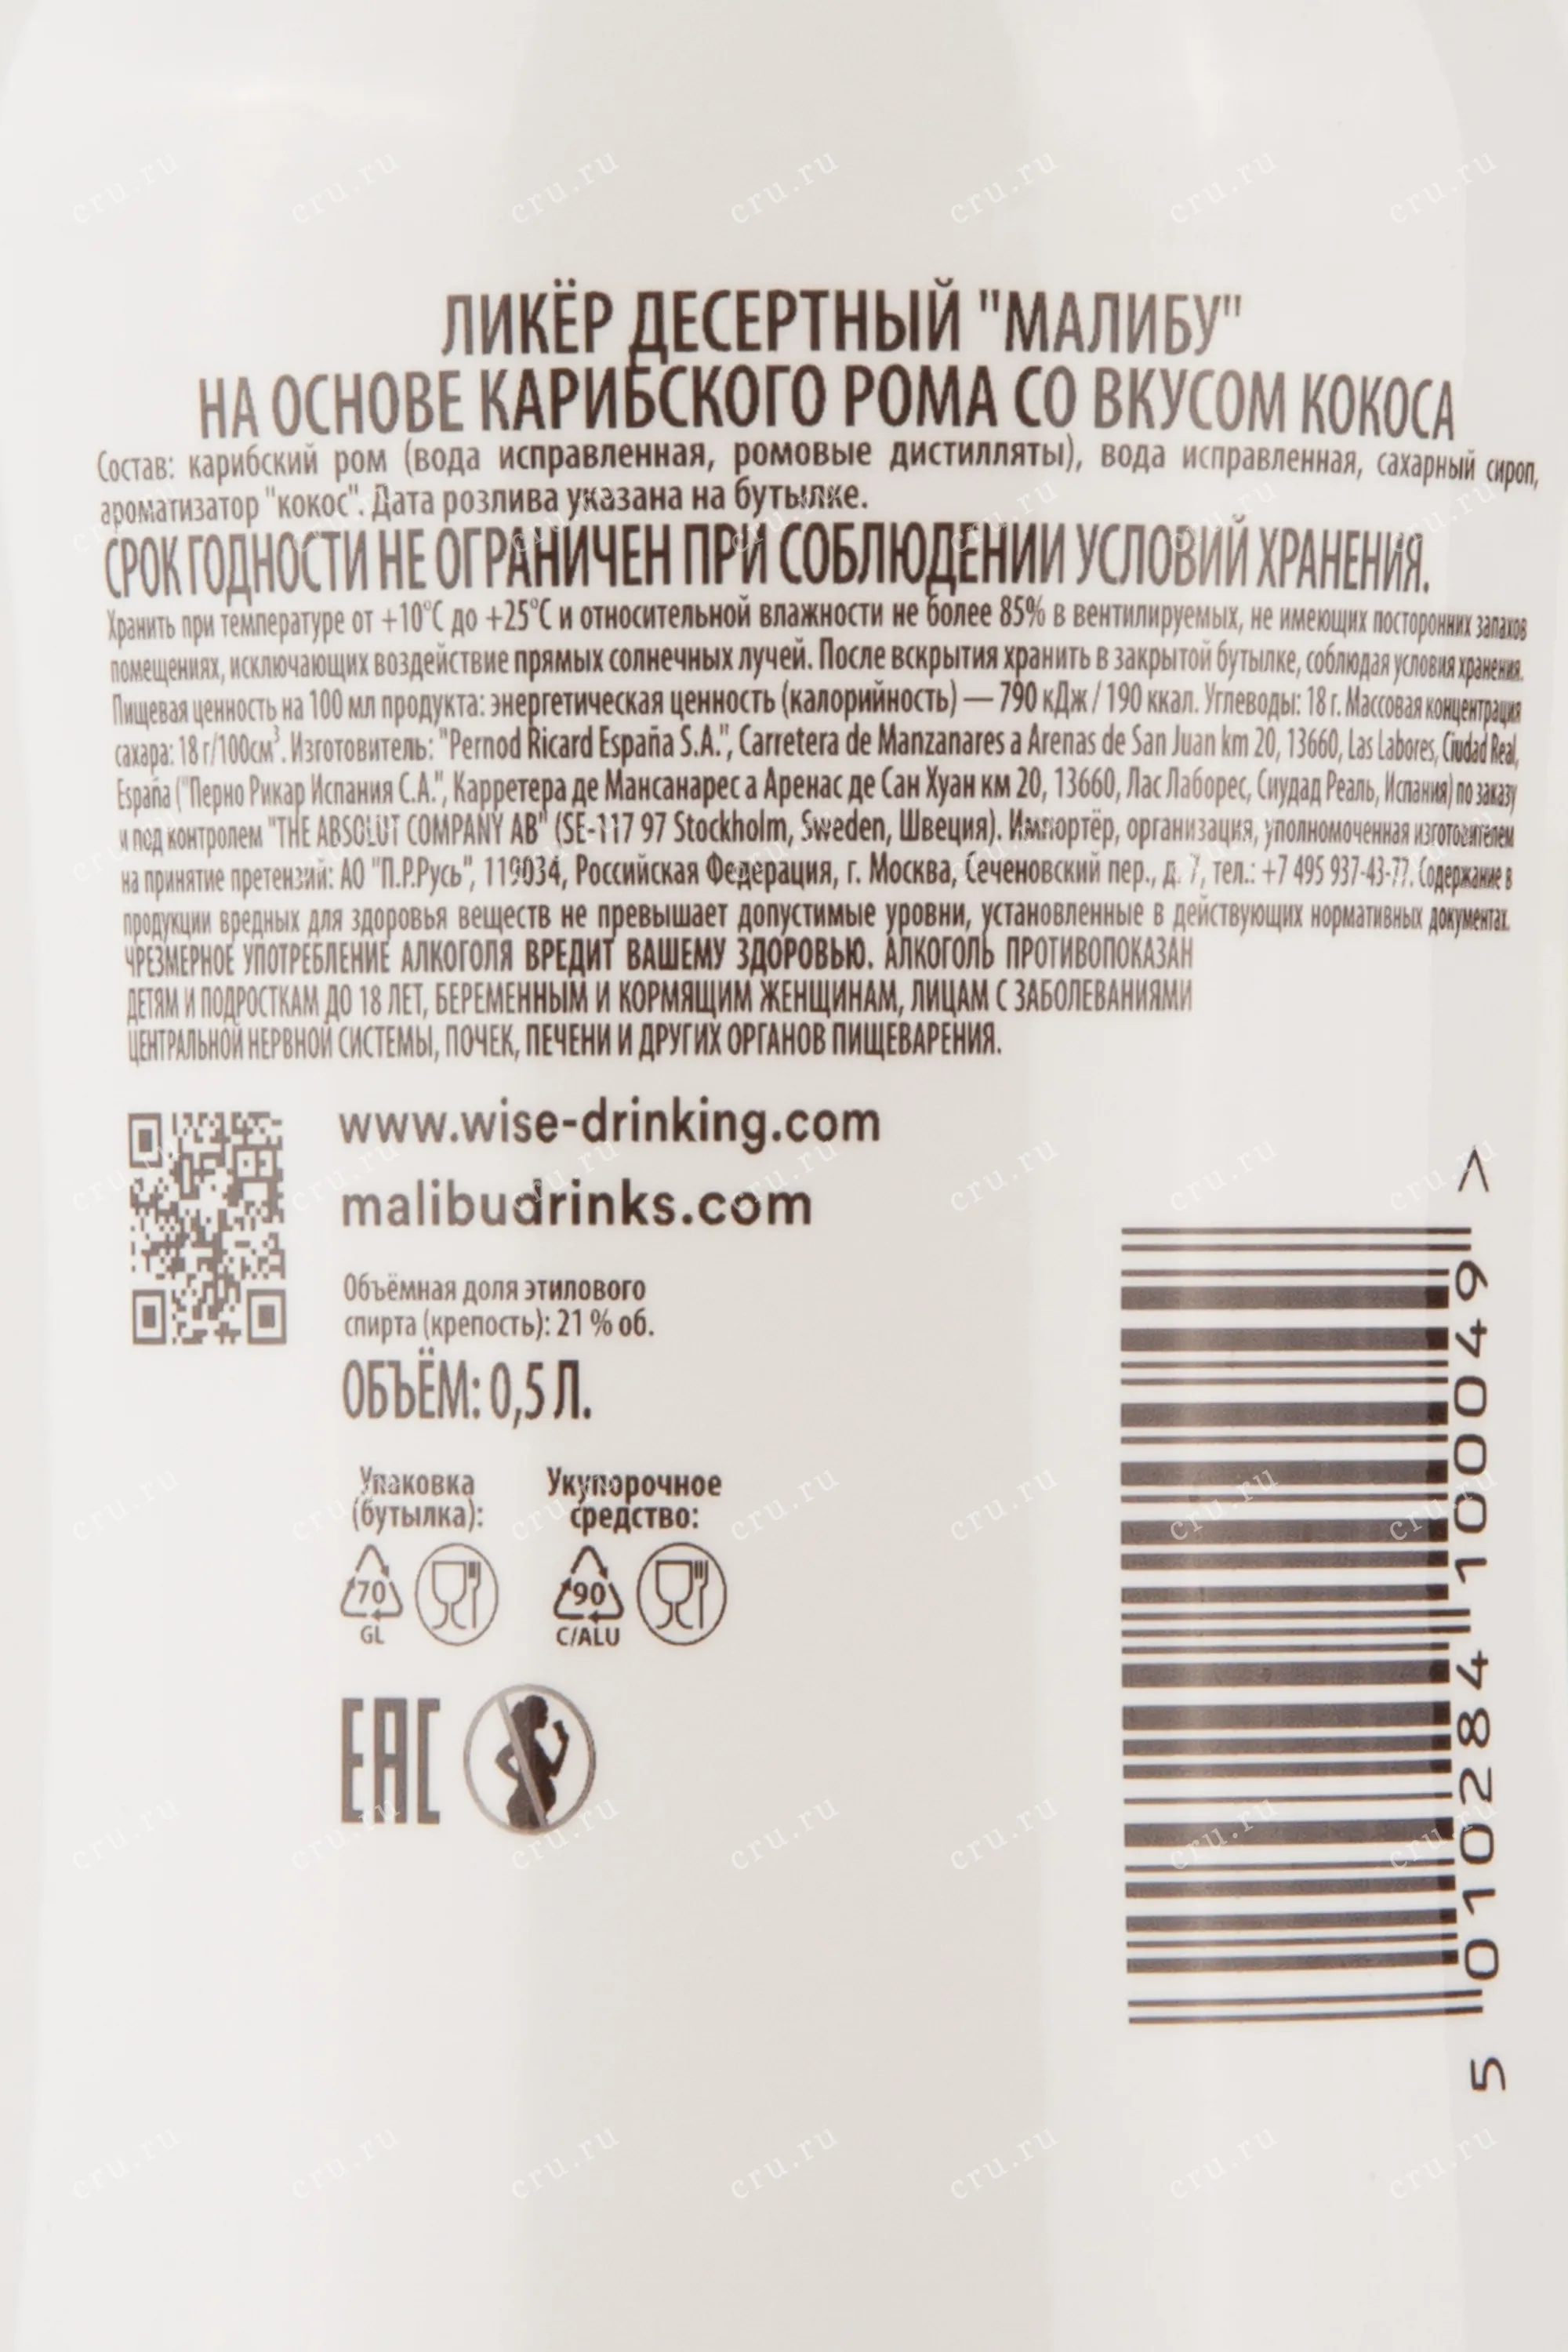 ЛИКЁР ДЕСЕРТНЫЙ "МАЛИБУ"
НА ОСНОВЕ КАРИБСКОГО РОМА СО ВКУСОМ КОКОСА
Состав: карибский ром (вода исправленная, ромовые дистилляты), вода исправленная, сахарный сироп,
ароматизатор "кокос". Дата розлива указана на бутылке.
СРОК ГОДНОСТИ НЕ ОГРАНИЧЕН ПРИ СОБЛЮДЕНИИ УСЛОВИЙ ХРАНЕНИЯ.
Хранить при температуре от +10°C до +25°C и относительной влажности не более 85% в вентилируемых, не имеющих посторонних запахов
помещениях, исключающих воздействие прямых солнечных лучей. После вскрытия хранить в закрытой бутылке, соблюдая условия хранения.
Пищевая ценность на 100 мл продукта: энергетическая ценность (калорийность) — 790 кДж / 190 ккал. Углеводы: 18 г. Массовая концентрация
сахара: 18 г/100см³. Изготовитель: "Pernod Ricard España S.A.", Carretera de Manzanares a Arenas de San Juan km 20, 13660, Las Labores, Ciudad Real,
España ("Перно Рикар Испания С.А.", Карретера де Мансанарес а Аренас де Сан Хуан км 20, 13660, Лас Лаборес, Сиудад Реаль, Испания) по заказу
и под контролем "THE ABSOLUT COMPANY AB" (SE-117 97 Stockholm, Sweden, Швеция). Импортёр, организация, уполномоченная изготовителем
на принятие претензий: АО "П.Р.Русь", 119034, Российская Федерация, г. Москва, Сеченовский пер., д. 7, тел.: +7 495 937-43-77. Содержание в
продукции вредных для здоровья веществ не превышает допустимые уровни, установленные в действующих нормативных документах.
ЧРЕЗМЕРНОЕ УПОТРЕБЛЕНИЕ АЛКОГОЛЯ ВРЕДИТ ВАШЕМУ ЗДОРОВЬЮ. АЛКОГОЛЬ ПРОТИВОПОКАЗАН
ДЕТЯМ И ПОДРОСТКАМ ДО 18 ЛЕТ, БЕРЕМЕННЫМ И КОРМЯЩИМ ЖЕНЩИНАМ, ЛИЦАМ С ЗАБОЛЕВАНИЯМИ
ЦЕНТРАЛЬНОЙ НЕРВНОЙ СИСТЕМЫ, ПОЧЕК, ПЕЧЕНИ И ДРУГИХ ОРГАНОВ ПИЩЕВАРЕНИЯ.
www.wise-drinking.com
malibudrinks.com
Объёмная доля этилового
спирта (крепость): 21 % об.
ОБЪЁМ: 0,5 Л.
Упаковка
(бутылка):
Укупорочное
средство:
70
GL
90
C/ALU
EAC
5 010284 100049 >
cru.ru